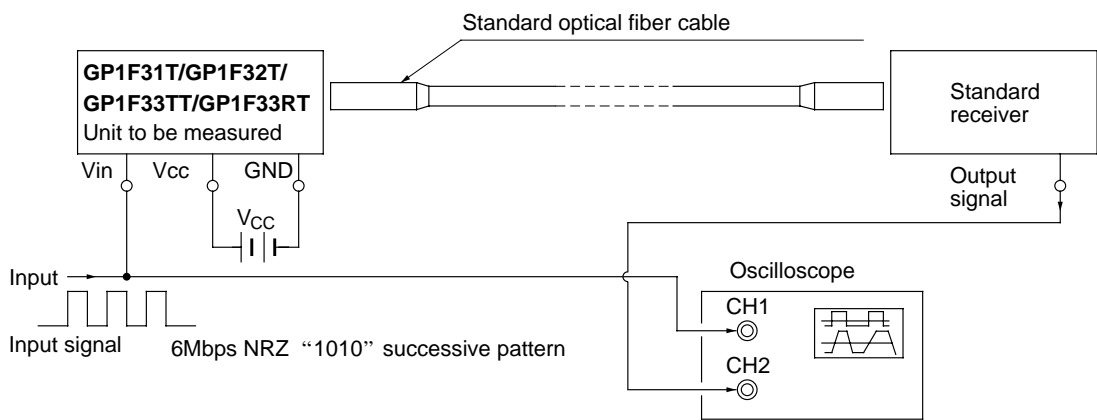 Standard optical fiber cable
GP1F31T/GP1F32T/
GP1F33TT/GP1F33RT
Unit to be measured
Standard
receiver
Vin
Vcc
GND
Output
signal
VCC
Input
Oscilloscope
CH1
Input signal
6Mbps NRZ “1010” successive pattern
CH2